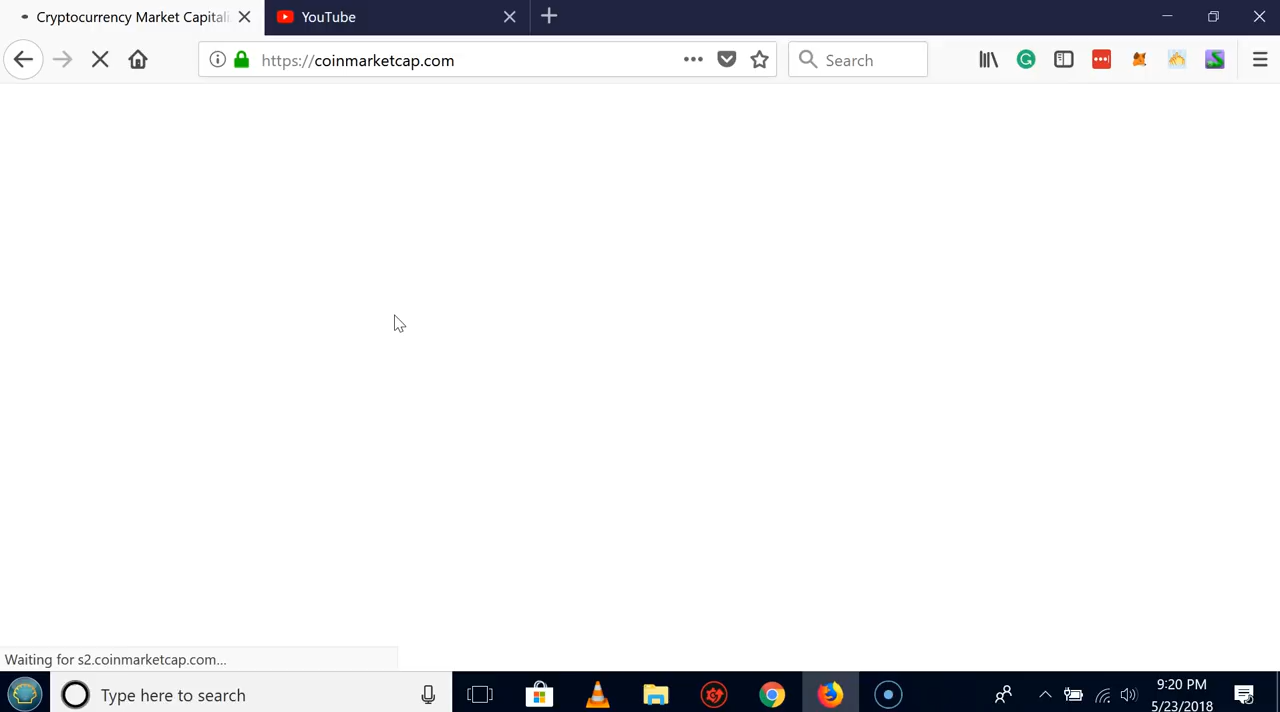 Cryptocurrency Market Capitali
YouTube
https://coinmarketcap.com
Search
Waiting for s2.coinmarketcap.com...
Type here to search
9:20 PM
5/23/2018